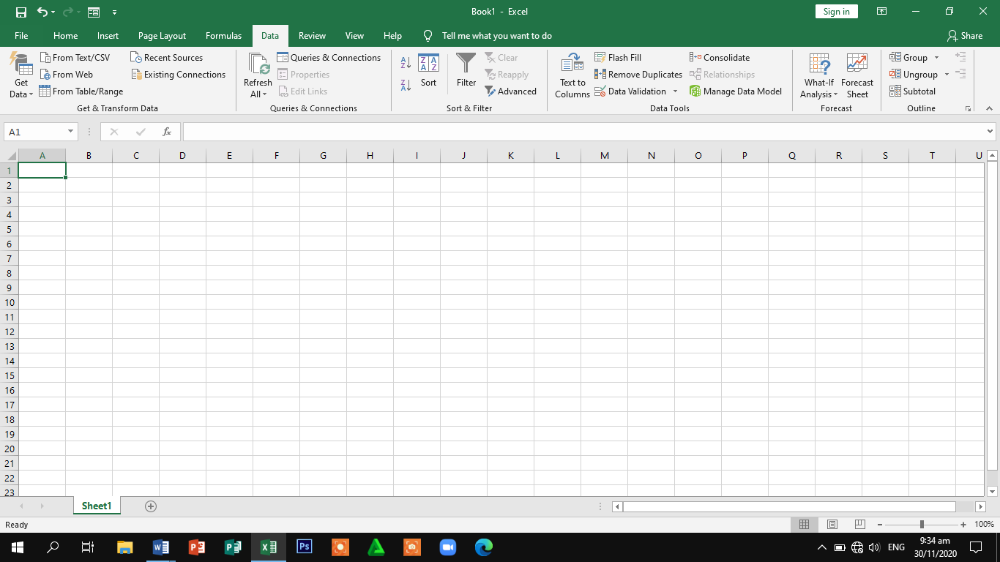 Book1 - Excel
Sign in
File Home Insert Page Layout Formulas Data Review View Help Tell me what you want to do Share
From Text/CSV Recent Sources Queries & Connections Clear Flash Fill Consolidate Group
From Web Existing Connections Properties Reapply Remove Duplicates Relationships Ungroup
From Table/Range Edit Links Advanced Data Validation Manage Data Model Subtotal
Get
Data
Refresh
All
Sort
Filter
Text to
Columns
What-If
Analysis
Forecast
Sheet
Get & Transform Data Queries & Connections Sort & Filter Data Tools Forecast Outline
A1 fx
A B C D E F G H I J K L M N O P Q R S T U
1
2
3
4
5
6
7
8
9
10
11
12
13
14
15
16
17
18
19
20
21
22
23
Sheet1
Ready 100%
ENG
9:34 am
30/11/2020